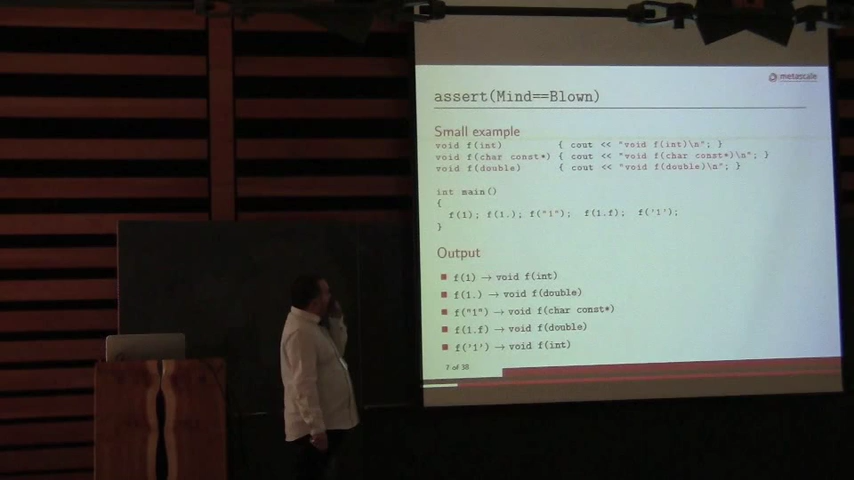 metascale
assert(Mind==Blown)
Small example
void f(int) { cout << "void f(int)\n"; }
void f(char const*) { cout << "void f(char const*)\n"; }
void f(double) { cout << "void f(double)\n"; }
int main()
{
f(1); f(1.); f("1"); f(1.f); f('1');
}
Output
f(1) → void f(int)
f(1.) → void f(double)
f("1") → void f(char const*)
f(1.f) → void f(double)
f('1') → void f(int)
7 of 38